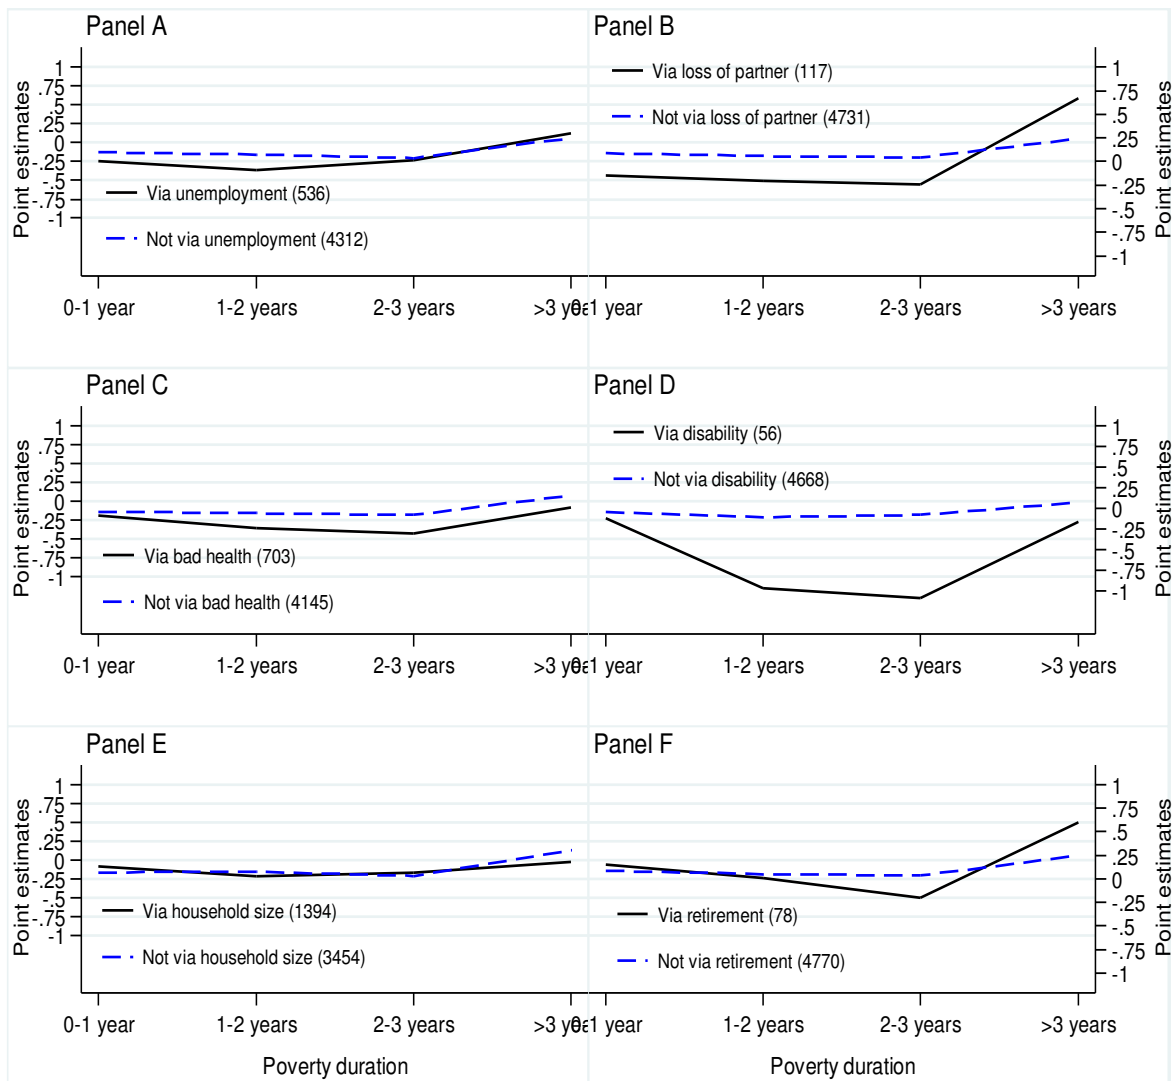 Panel A
Point estimates
1
.75
.5
.25
0
-.25
-.5
-.75
-1
Via unemployment (536)
Not via unemployment (4312)
0-1 year
1-2 years
2-3 years
Panel B
Via loss of partner (117)
Not via loss of partner (4731)
1
.75
.5
.25
0
-.25
-.5
-.75
-1
Point estimates
1-2 years
2-3 years
>3 years
Panel C
Point estimates
1
.75
.5
.25
0
-.25
-.5
-.75
-1
Via bad health (703)
Not via bad health (4145)
0-1 year
1-2 years
2-3 years
Panel D
Via disability (56)
Not via disability (4668)
1
.75
.5
.25
0
-.25
-.5
-.75
-1
Point estimates
1-2 years
2-3 years
>3 years
Panel E
Point estimates
1
.75
.5
.25
0
-.25
-.5
-.75
-1
Via household size (1394)
Not via household size (3454)
0-1 year
1-2 years
2-3 years
Poverty duration
Panel F
Via retirement (78)
Not via retirement (4770)
1
.75
.5
.25
0
-.25
-.5
-.75
-1
Point estimates
1-2 years
2-3 years
>3 years
Poverty duration